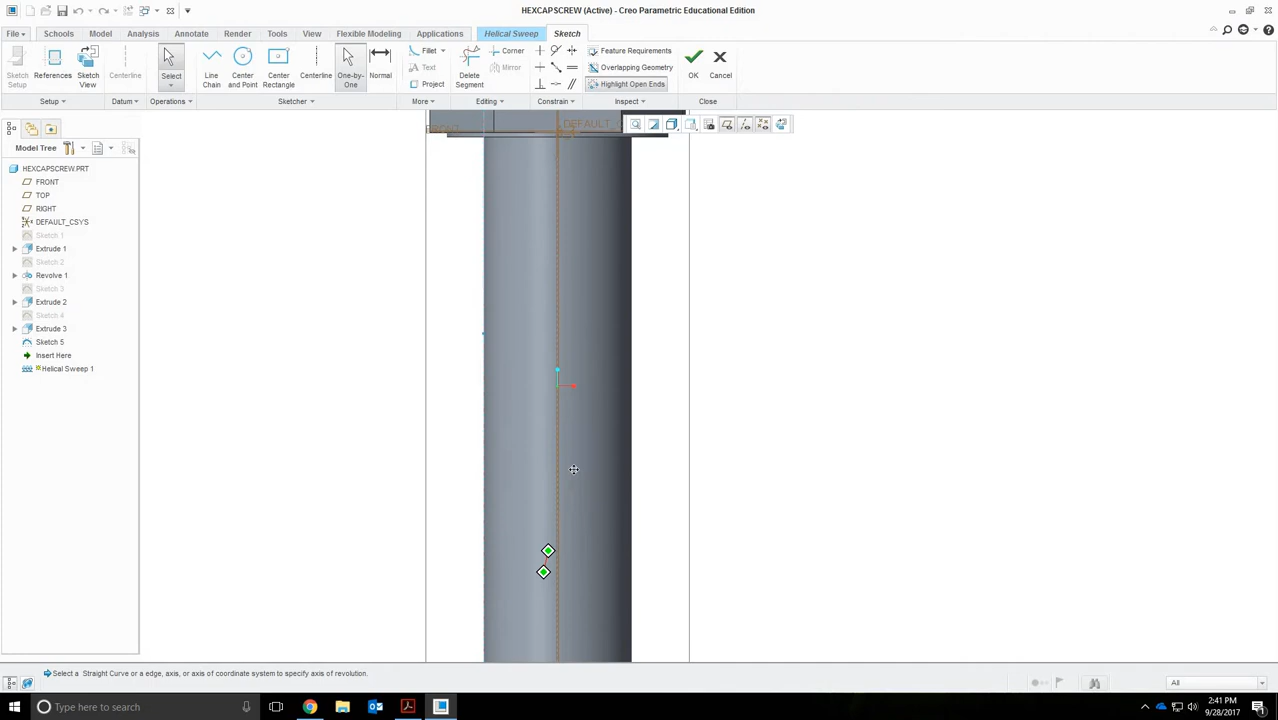 HEXCAPSCREW (Active) - Creo Parametric Educational Edition
File Schools Model Analysis Annotate Render Tools View Flexible Modeling Applications Helical Sweep Sketch
Sketch Setup
References
Sketch View
Centerline
Select
Line Chain
Center and Point
Center Rectangle
Centerline
One-by-One
Normal
Fillet
Text
Project
Corner
Mirror
Delete Segment
Feature Requirements
Overlapping Geometry
Highlight Open Ends
OK
Cancel
Setup Datum Operations Sketcher More Editing Constrain Inspect Close
Model Tree
HEXCAPSCREW.PRT
FRONT
TOP
RIGHT
DEFAULT_CSYS
Sketch 1
Extrude 1
Sketch 2
Revolve 1
Sketch 3
Extrude 2
Sketch 4
Extrude 3
Sketch 5
Insert Here
Helical Sweep 1
FRONT
DEFAULT_
Select a Straight Curve or a edge, axis, or axis of coordinate system to specify axis of revolution.
All
Type here to search
2:41 PM
9/28/2017